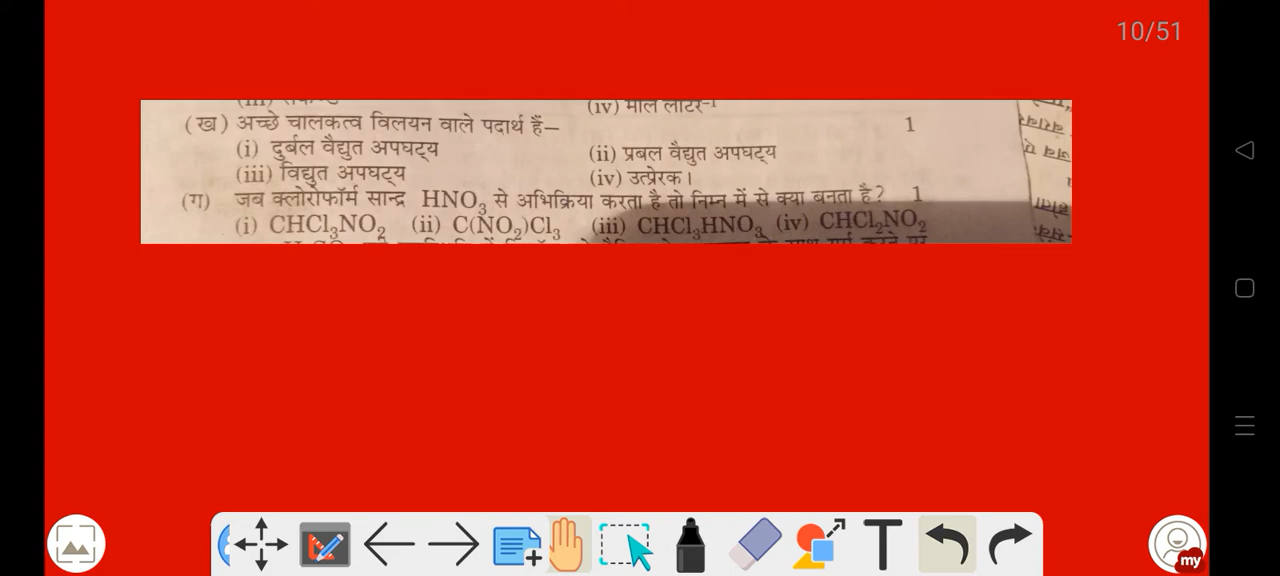 10/51
(iv) मोल लीटर⁻¹
(ख) अच्छे चालकत्व विलयन वाले पदार्थ हैं— 1
(i) दुर्बल वैद्युत अपघट्य (ii) प्रबल वैद्युत अपघट्य
(iii) विद्युत अपघट्य (iv) उत्प्रेरक।
(ग) जब क्लोरोफॉर्म सान्द्र HNO₃ से अभिक्रिया करता है तो निम्न में से क्या बनता है? 1
(i) CHCl₃NO₂ (ii) C(NO₂)Cl₃ (iii) CHCl₃HNO₃ (iv) CHCl₂NO₂
T
my